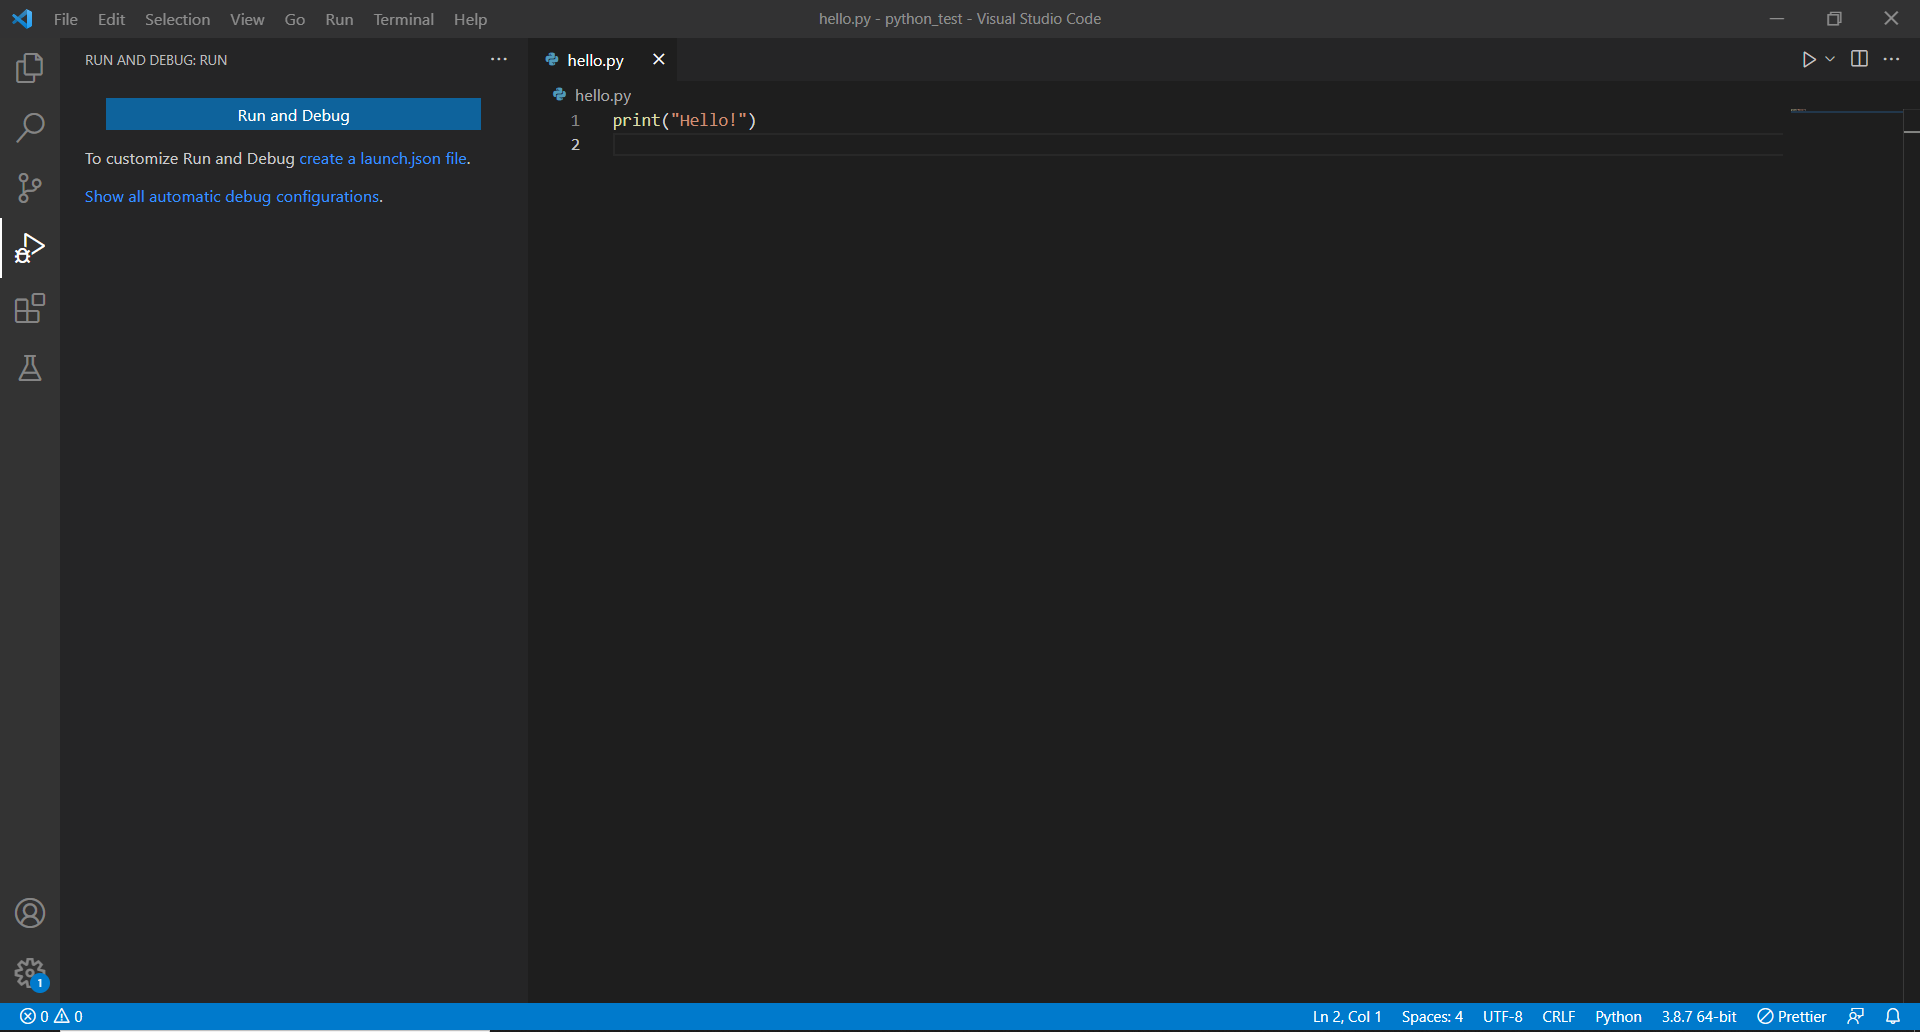 File Edit Selection View Go Run Terminal Help
hello.py - python_test - Visual Studio Code
RUN AND DEBUG: RUN
Run and Debug
To customize Run and Debug create a launch.json file.
Show all automatic debug configurations.
hello.py
hello.py
1 print("Hello!")
2
1
0 0
Ln 2, Col 1 Spaces: 4 UTF-8 CRLF Python 3.8.7 64-bit Prettier